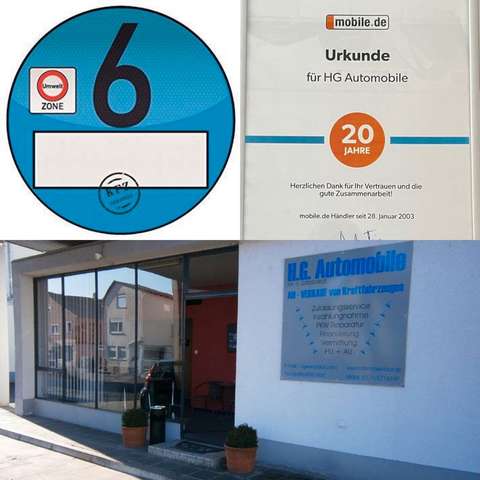 6
Umwelt
ZONE
mobile.de
Urkunde
für HG Automobile
20
JAHRE
Herzlichen Dank für Ihr Vertrauen und die
gute Zusammenarbeit!
mobile.de Händler seit 28. Januar 2003
H.G. Automobile
AN - VERKAUF von Kraftfahrzeugen
Zulassungsservice
Inzahlungnahme
PKW Reparatur
Finanzierung
Vermittlung
HU + AU